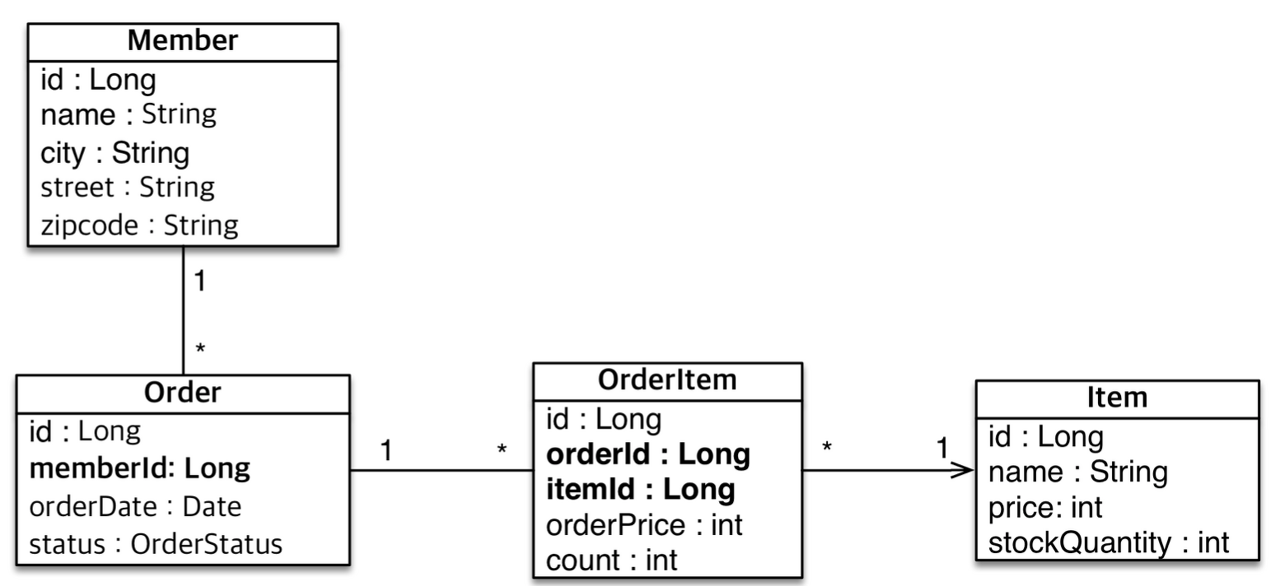 Member
id : Long
name : String
city : String
street : String
zipcode : String
1
*
Order
id : Long
memberId: Long
orderDate : Date
status : OrderStatus
1
*
OrderItem
id : Long
orderId : Long
itemId : Long
orderPrice : int
count : int
*
1
Item
id : Long
name : String
price: int
stockQuantity : int